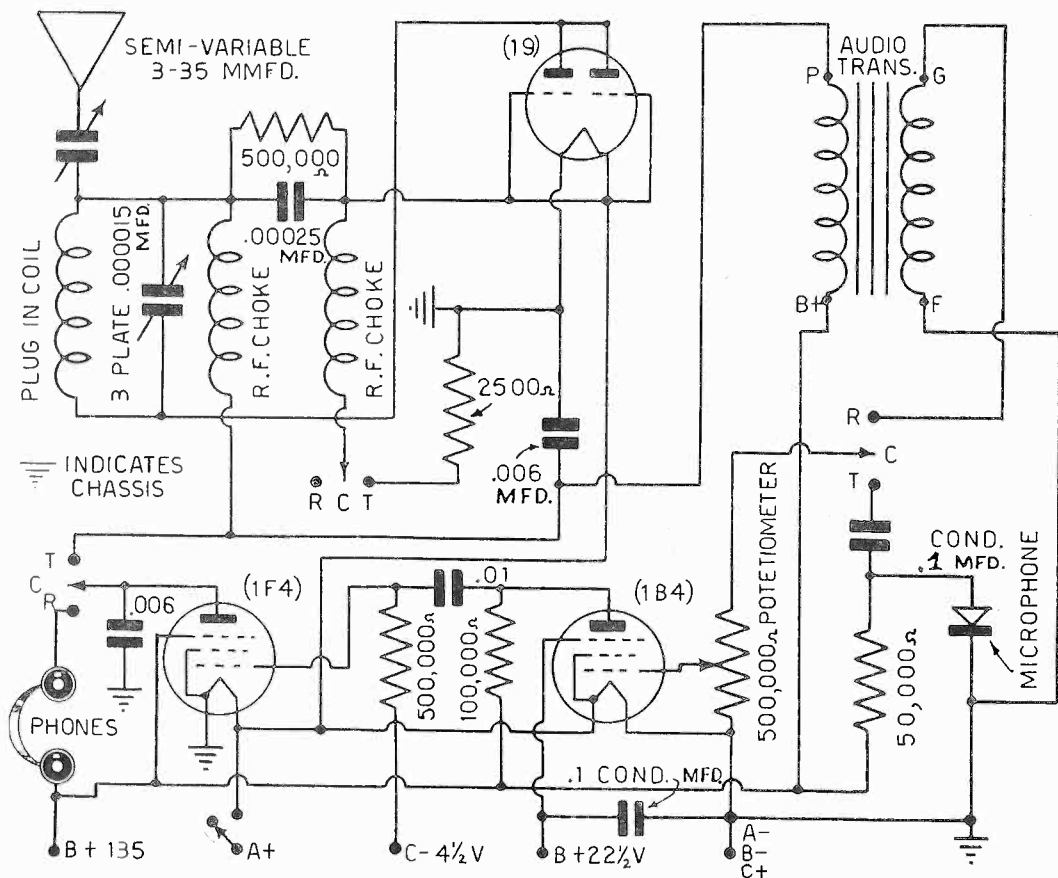 SEMI-VARIABLE
3-35 MMFD.
(19)
AUDIO
TRANS.
P
G
500,000
Ω
.00025
MFD.
PLUG IN COIL
3 PLATE .000015
MFD.
R.F. CHOKE
R.F. CHOKE
B+
F
2500Ω
R
C
T
INDICATES
CHASSIS
R C T
.006
MFD.
T
C
R
.006
(1F4)
.01
(1B4)
500,000Ω
100,000Ω
500,000Ω POTETIOMETER
COND.
.1 MFD.
50,000Ω
MICROPHONE
PHONES
.1 COND. MFD.
B+ 135
A+
C- 4½ V
B+22½V
A-
B-
C+